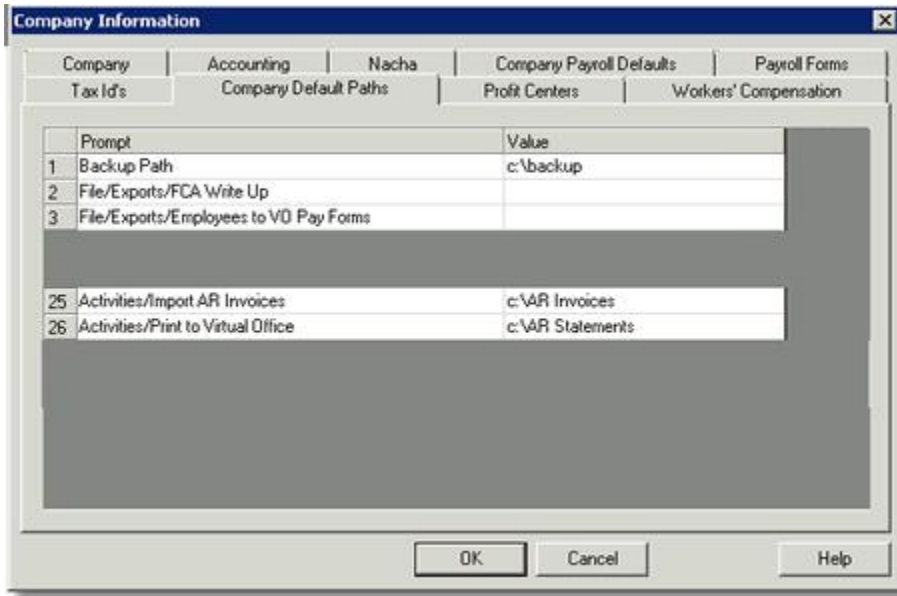 Company Information
Company Accounting Nacha Company Payroll Defaults Payroll Forms
Tax Id's Company Default Paths Profit Centers Workers' Compensation
Prompt Value
1 Backup Path c:\backup
2 File/Exports/FCA Write Up
3 File/Exports/Employees to VO Pay Forms
25 Activities/Import AR Invoices c:\AR Invoices
26 Activities/Print to Virtual Office c:\AR Statements
OK Cancel Help